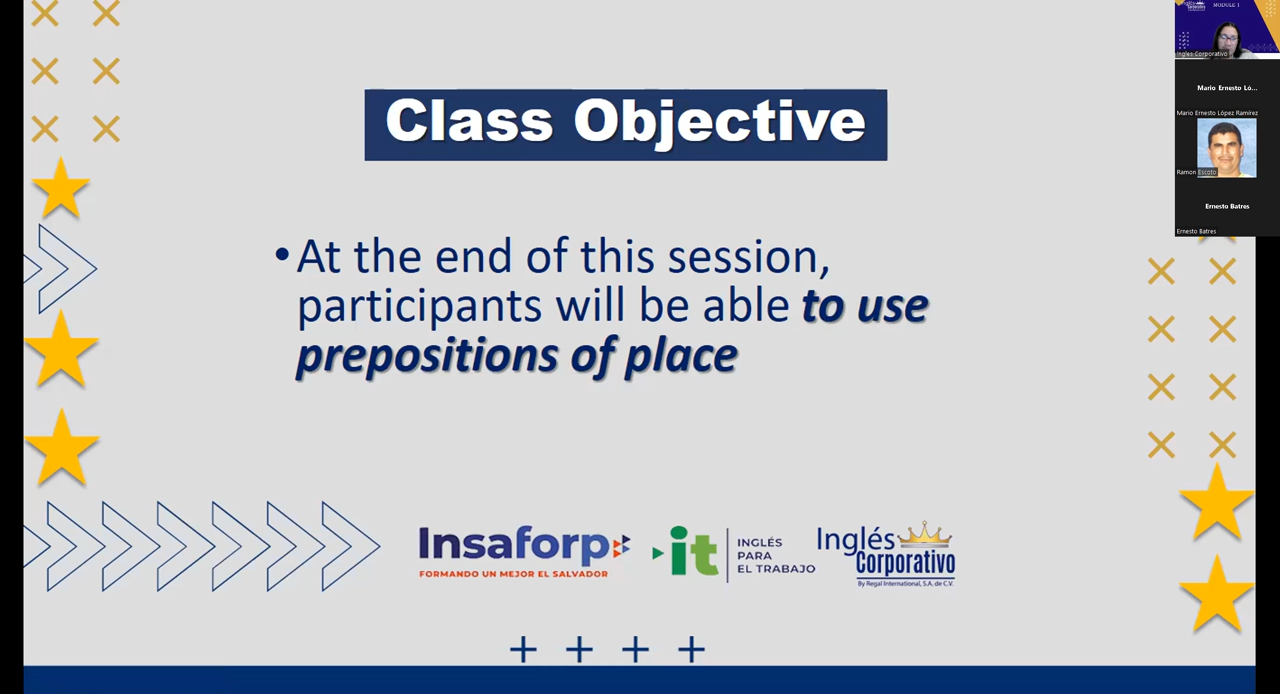 Class Objective
•At the end of this session,
participants will be able to use
prepositions of place
Insaforp
FORMANDO UN MEJOR EL SALVADOR
it
INGLÉS
PARA
EL TRABAJO
Inglés
Corporativo
By Regal International, S.A. de C.V.
MODULE 1
Inglés Corporativo
Mario Ernesto Ló...
Mario Ernesto López Ramírez
Ramon Escoto
Ernesto Batres
Ernesto Batres